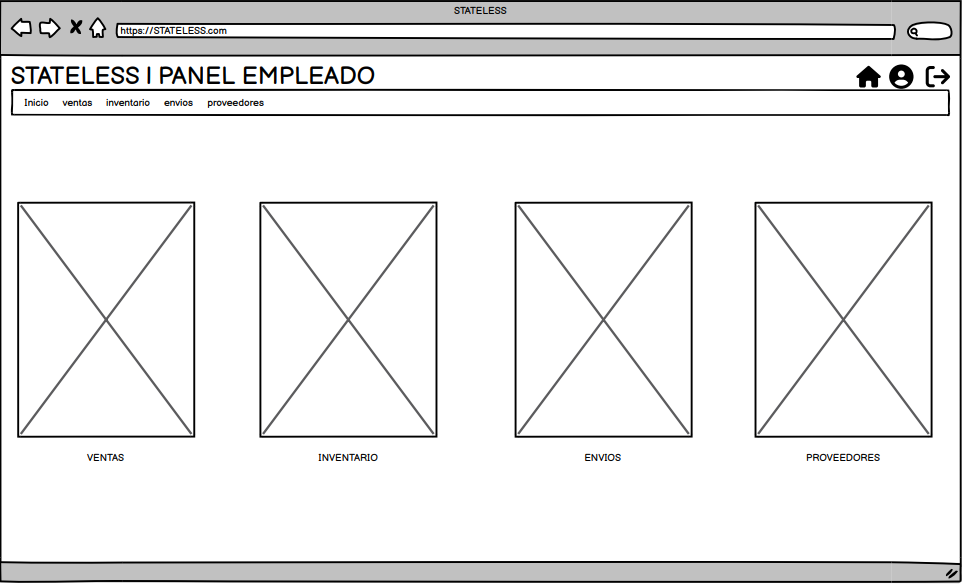 STATELESS
https://STATELESS.com
STATELESS | PANEL EMPLEADO
Inicio ventas inventario envios proveedores
VENTAS INVENTARIO ENVIOS PROVEEDORES